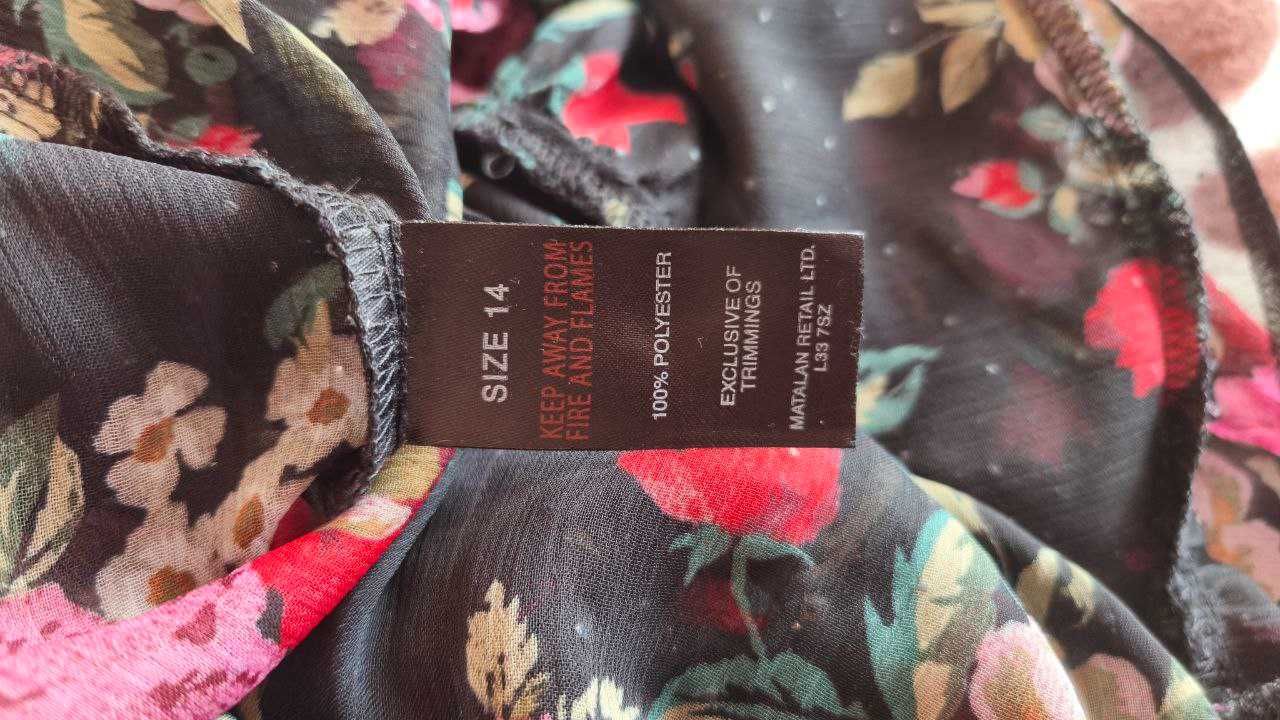 SIZE 14
KEEP AWAY FROM
FIRE AND FLAMES
100% POLYESTER
EXCLUSIVE OF
TRIMMINGS
MATALAN RETAIL LTD.
L33 7SZ